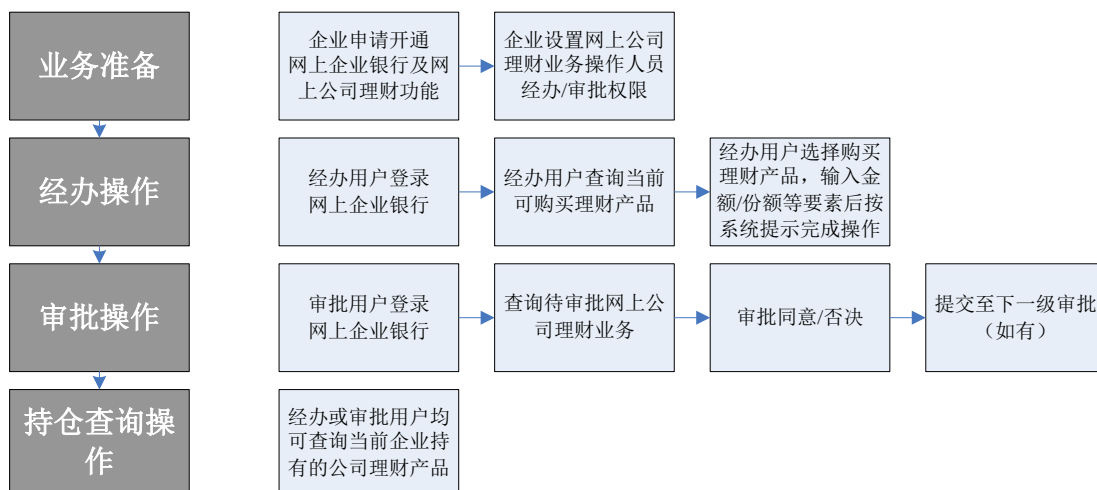 业务准备
企业申请开通
网上企业银行及网
上公司理财功能
企业设置网上公司
理财业务操作人员
经办/审批权限
经办操作
经办用户登录
网上企业银行
经办用户查询当前
可购买理财产品
经办用户选择购买
理财产品，输入金
额/份额等要素后按
系统提示完成操作
审批操作
审批用户登录
网上企业银行
查询待审批网上公
司理财业务
审批同意/否决
提交至下一级审批
（如有）
持仓查询操
作
经办或审批用户均
可查询当前企业持
有的公司理财产品